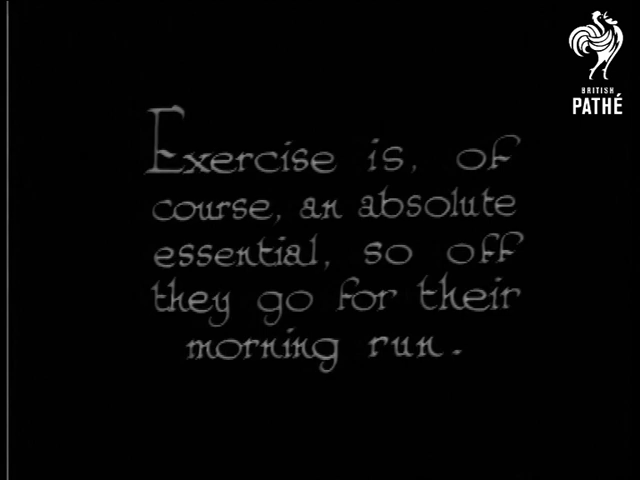 BRITISH
PATHÉ
Exercise is, of
course, an absolute
essential, so off
they go for their
morning run.